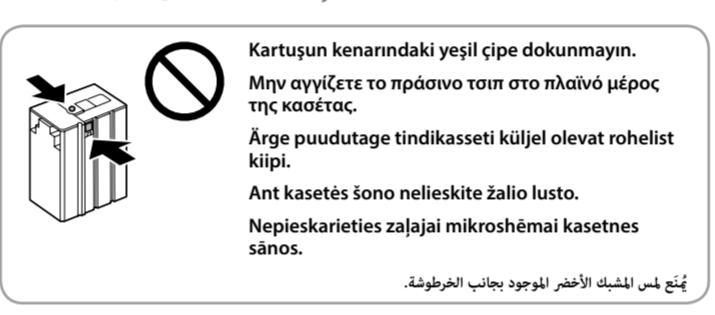 Kartuşun kenarındaki yeşil çipe dokunmayın.
Μην αγγίζετε το πράσινο τσιπ στο πλαϊνό μέρος
της κασέτας.
Ärge puudutage tindikasseti küljel olevat rohelist
kiipi.
Ant kasetės šono nelieskite žalio lusto.
Nepieskarieties zaļajai mikroshēmai kasetnes
sānos.
يُمنَع لمس المشبك الأخضر الموجود بجانب الخرطوشة.